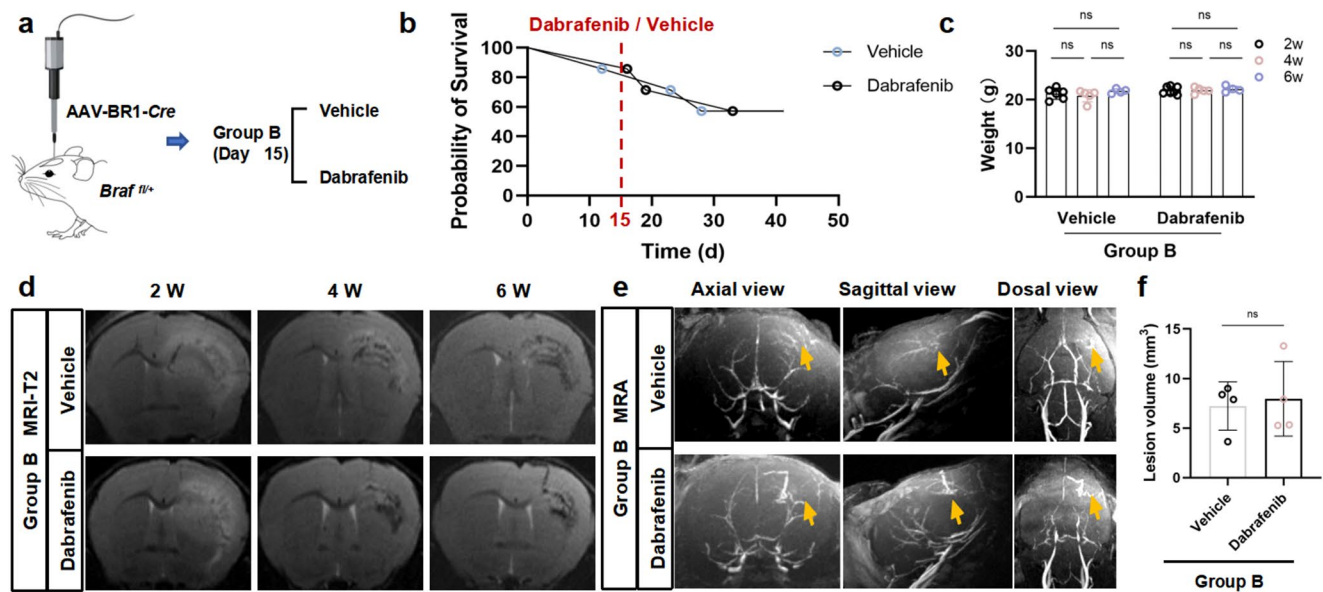 a
AAV-BR1-Cre
Braf fl/+
Group B
(Day 15)
Vehicle
Dabrafenib
b
Dabrafenib / Vehicle
Probability of Survival
100
80
60
40
20
0
0 10 15 20 30 40 50
Time (d)
Vehicle
Dabrafenib
c
ns
ns ns
ns
ns ns
2w
4w
6w
Weight (g)
30
20
10
0
Vehicle Dabrafenib
Group B
d
2 W 4 W 6 W
Group B MRI-T2
Vehicle
Dabrafenib
e
Axial view Sagittal view Dosal view
Group B MRA
Vehicle
Dabrafenib
f
ns
Lesion volume (mm3)
15
10
5
0
Vehicle
Dabrafenib
Group B